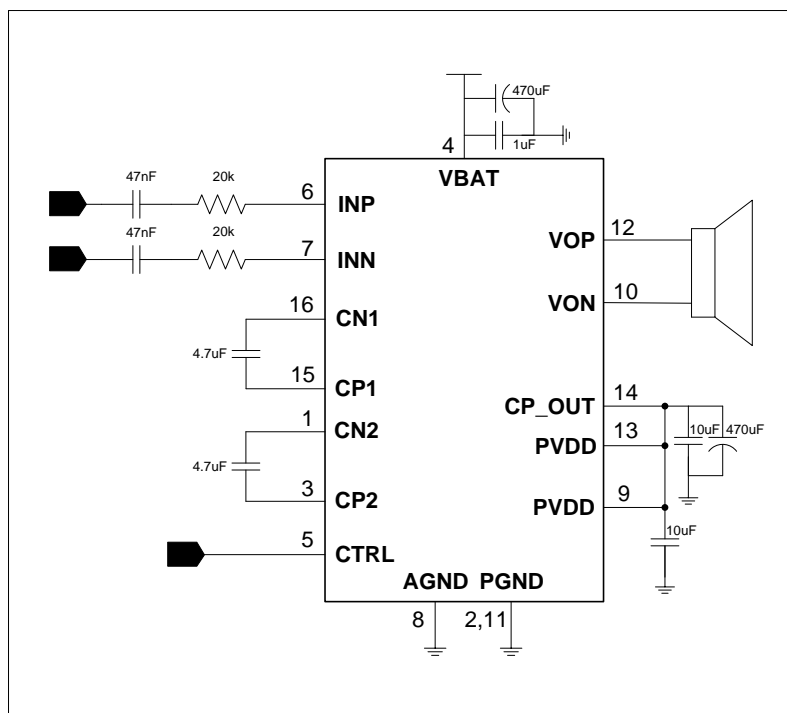 470uF
1uF
4
VBAT
47nF
20k
6
INP
12
VOP
47nF
20k
7
INN
10
VON
16
CN1
4.7uF
15
CP1
14
CP_OUT
1
CN2
10uF
470uF
13
PVDD
4.7uF
3
CP2
9
PVDD
10uF
5
CTRL
AGND PGND
8
2,11